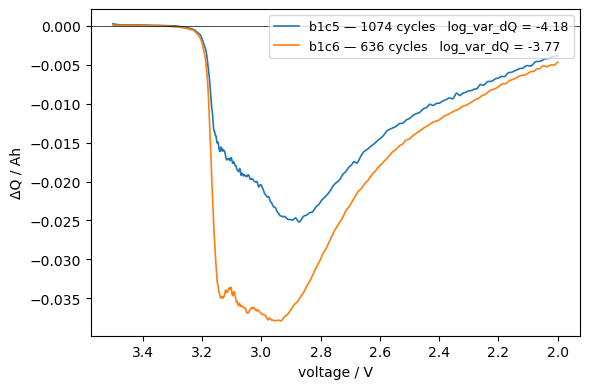 b1c5 — 1074 cycles   log_var_dQ = -4.18
b1c6 — 636 cycles   log_var_dQ = -3.77
ΔQ / Ah
0.000
−0.005
−0.010
−0.015
−0.020
−0.025
−0.030
−0.035
3.4 3.2 3.0 2.8 2.6 2.4 2.2 2.0
voltage / V